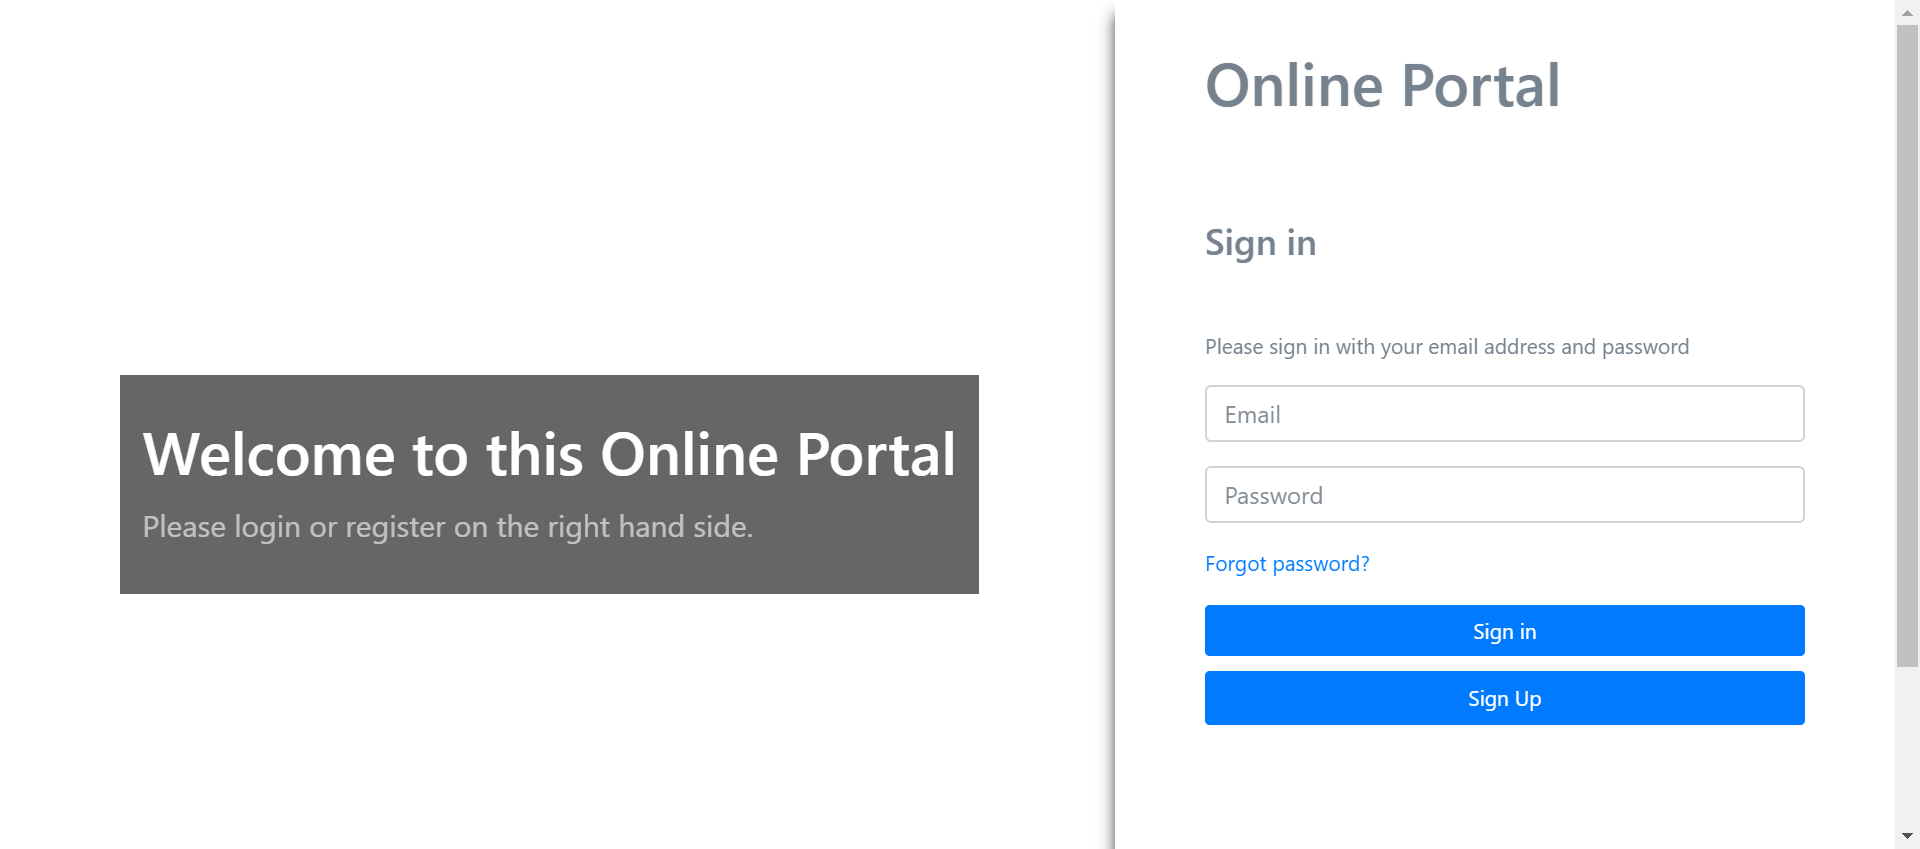 Welcome to this Online Portal
Please login or register on the right hand side.
Online Portal
Sign in
Please sign in with your email address and password
Email
Password
Forgot password?
Sign in
Sign Up